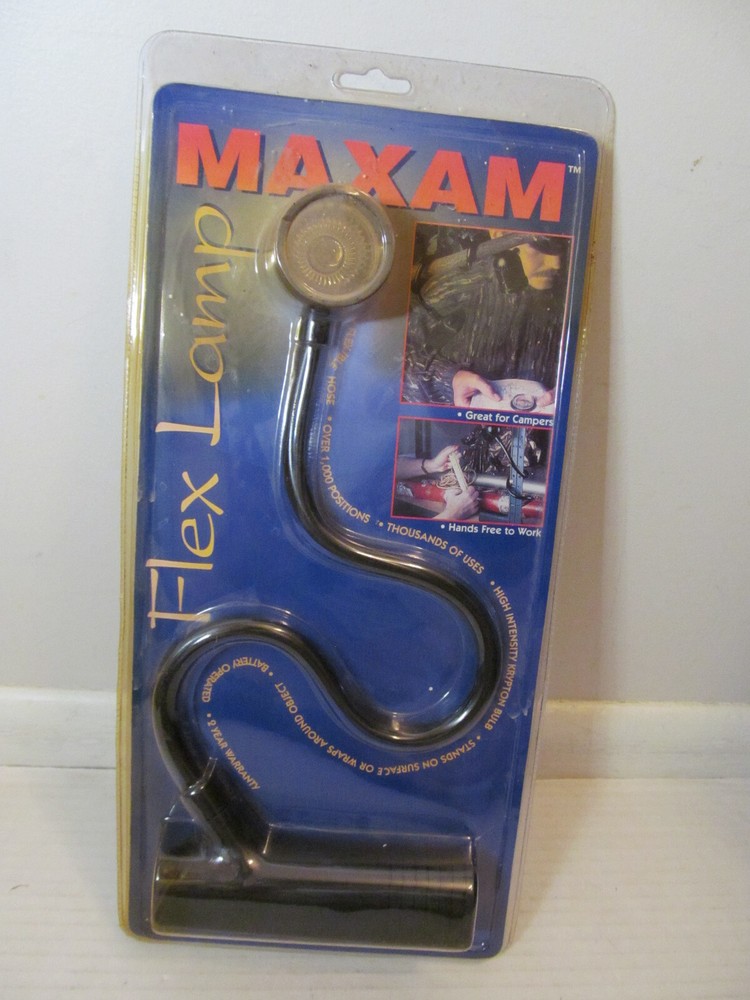 MAXAM™
Flex Lamp
• Great for Campers
• Hands Free to Work
HOSE • OVER 1,000 POSITIONS • THOUSANDS OF USES • HIGH INTENSITY KRYPTON BULB • STANDS ON SURFACE OR WRAPS AROUND OBJECT • BATTERY OPERATED • 2 YEAR WARRANTY